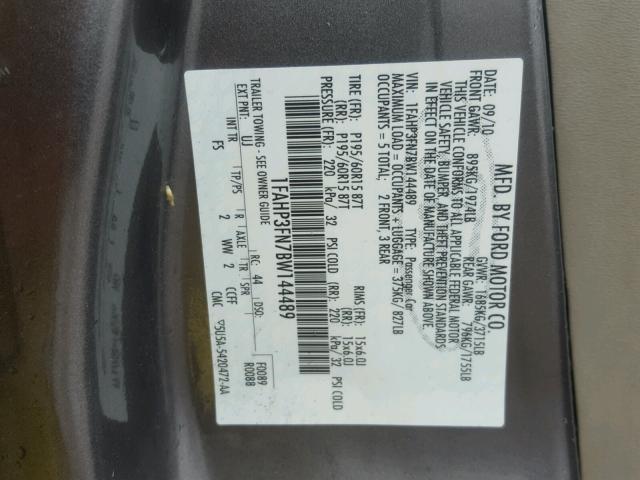 MFD. BY FORD MOTOR CO.
DATE: 09/10 GVWR: 1685KG/3715LB
FRONT GAWR: 895KG/1974LB REAR GAWR: 796KG/1755LB
THIS VEHICLE CONFORMS TO ALL APPLICABLE FEDERAL MOTOR
VEHICLE SAFETY, BUMPER, AND THEFT PREVENTION STANDARDS
IN EFFECT ON THE DATE OF MANUFACTURE SHOWN ABOVE.
VIN: 1FAHP3FN7BW144489 TYPE: Passenger Car
MAXIMUM LOAD = OCCUPANTS + LUGGAGE = 375KG/ 827LB
OCCUPANTS = 5 TOTAL; 2 FRONT, 3 REAR
TIRE (FR): P195/60R15 87T RIMS (FR): 15x6.0J
(RR): P195/60R15 87T (RR): 15x6.0J
PRESSURE (FR): 220 kPa/ 32 PSI COLD (RR): 220 kPa/ 32 PSI COLD
1FAHP3FN7BW144489
TRAILER TOWING - SEE OWNER GUIDE
EXT PNT: UJ RC: 44 DSO: F0089
R0088
INT TR TP/PS R AXLE TR SPR
FS 2 WW 2 CCFF CMC
5U5A-5420472-AA